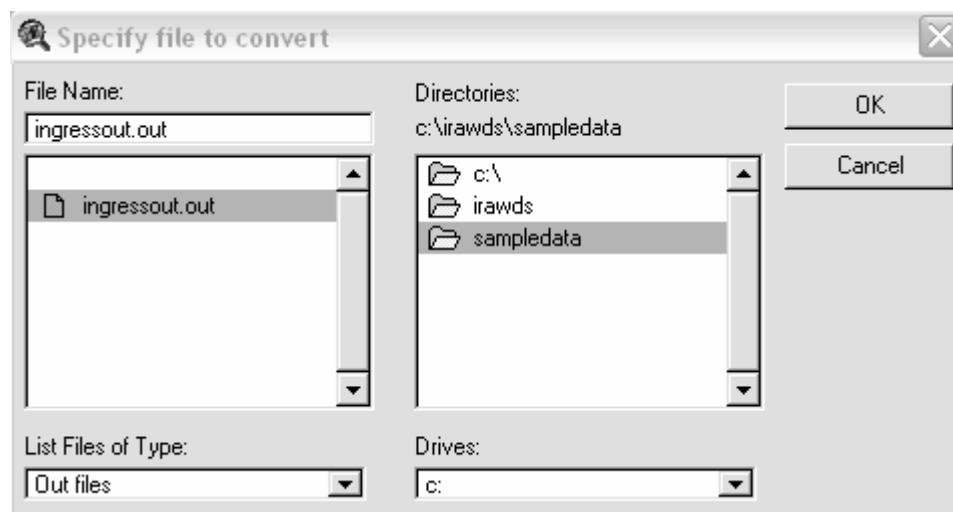 Specify file to convert
File Name:
ingressout.out
ingressout.out
List Files of Type:
Out files
Directories:
c:\irawds\sampledata
c:\
irawds
sampledata
Drives:
c:
OK
Cancel